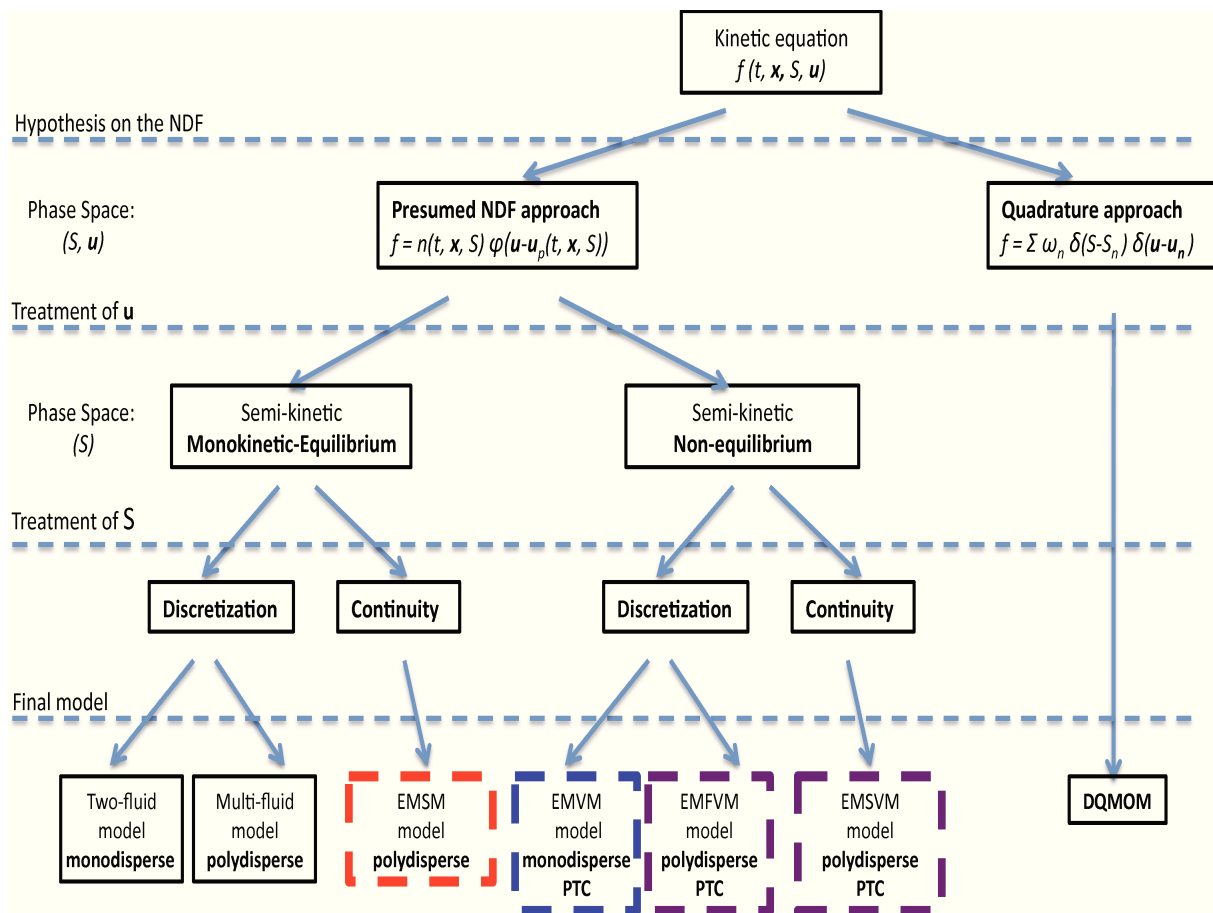 Kinetic equation
f (t, x, S, u)
Hypothesis on the NDF
Phase Space:
(S, u)
Presumed NDF approach
f = n(t, x, S) φ(u-uₚ(t, x, S))
Quadrature approach
f = Σ ωₙ δ(S-Sₙ) δ(u-uₙ)
Treatment of u
Phase Space:
(S)
Semi-kinetic
Monokinetic-Equilibrium
Semi-kinetic
Non-equilibrium
Treatment of S
Discretization
Continuity
Discretization
Continuity
Final model
Two-fluid
model
monodisperse
Multi-fluid
model
polydisperse
EMSM
model
polydisperse
EMVM
model
monodisperse
PTC
EMFVM
model
polydisperse
PTC
EMSVM
model
polydisperse
PTC
DQMOM